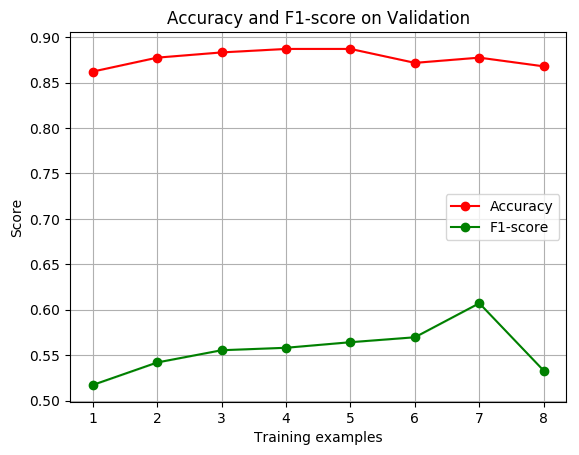 Accuracy and F1-score on Validation
0.90
0.85
0.80
0.75
0.70
0.65
0.60
0.55
0.50
Score
Accuracy
F1-score
1 2 3 4 5 6 7 8
Training examples